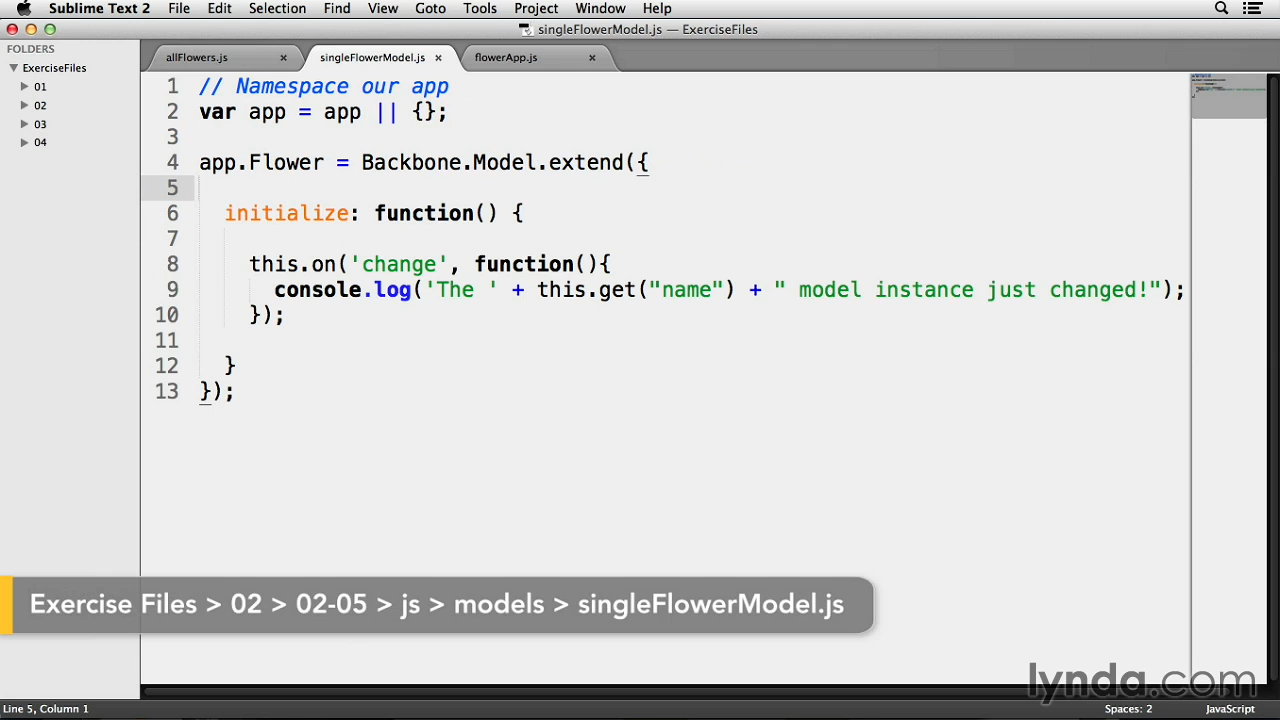 Sublime Text 2 File Edit Selection Find View Goto Tools Project Window Help
singleFlowerModel.js — ExerciseFiles
FOLDERS
ExerciseFiles
01
02
03
04
allFlowers.js × singleFlowerModel.js × flowerApp.js ×
1 // Namespace our app
2 var app = app || {};
3
4 app.Flower = Backbone.Model.extend({
5
6 initialize: function() {
7
8 this.on('change', function(){
9 console.log('The ' + this.get("name") + " model instance just changed!");
10 });
11
12 }
13 });
Exercise Files > 02 > 02-05 > js > models > singleFlowerModel.js
lynda.com
Line 5, Column 1 Spaces: 2 JavaScript